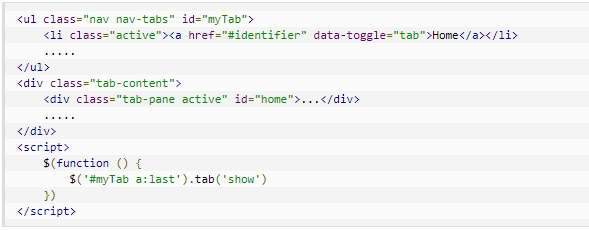 <ul class="nav nav-tabs" id="myTab">
    <li class="active"><a href="#identifier" data-toggle="tab">Home</a></li>
    .....
</ul>
<div class="tab-content">
    <div class="tab-pane active" id="home">...</div>
    .....
</div>
<script>
    $(function () {
        $('#myTab a:last').tab('show')
    })
</script>